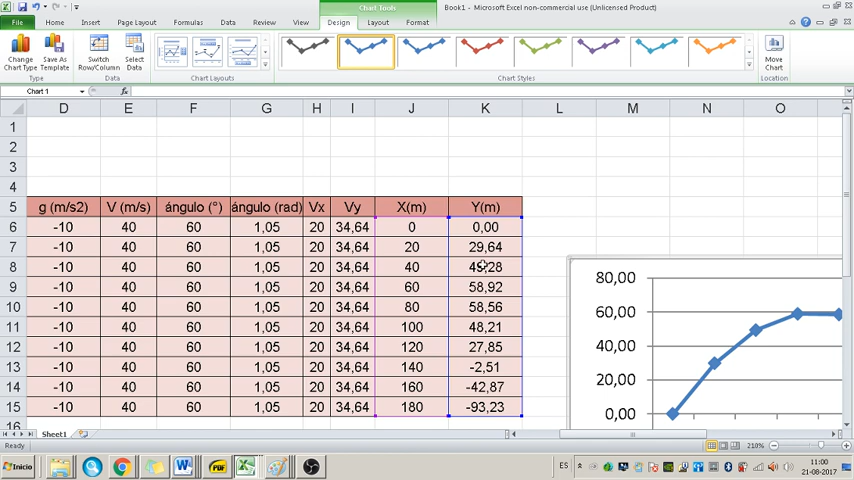 Chart Tools
Book1 - Microsoft Excel non-commercial use (Unlicensed Product)
File Home Insert Page Layout Formulas Data Review View Design Layout Format
Change Chart Type
Save As Template
Switch Row/Column
Select Data
Move Chart
Type Data Chart Layouts Chart Styles Location
Chart 1 fx
D E F G H I J K L M N O
1
2
3
4
5 g (m/s2) V (m/s) ángulo (°) ángulo (rad) Vx Vy X(m) Y(m)
6 -10 40 60 1,05 20 34,64 0 0,00
7 -10 40 60 1,05 20 34,64 20 29,64
8 -10 40 60 1,05 20 34,64 40
9 -10 40 60 1,05 20 34,64 60 58,92
10 -10 40 60 1,05 20 34,64 80 58,56
11 -10 40 60 1,05 20 34,64 100 48,21
12 -10 40 60 1,05 20 34,64 120 27,85
13 -10 40 60 1,05 20 34,64 140 -2,51
14 -10 40 60 1,05 20 34,64 160 -42,87
15 -10 40 60 1,05 20 34,64 180 -93,23
16
80,00
60,00
40,00
20,00
0,00
Sheet1
Ready 210%
Inicio PDF ES 11:00
21-08-2017